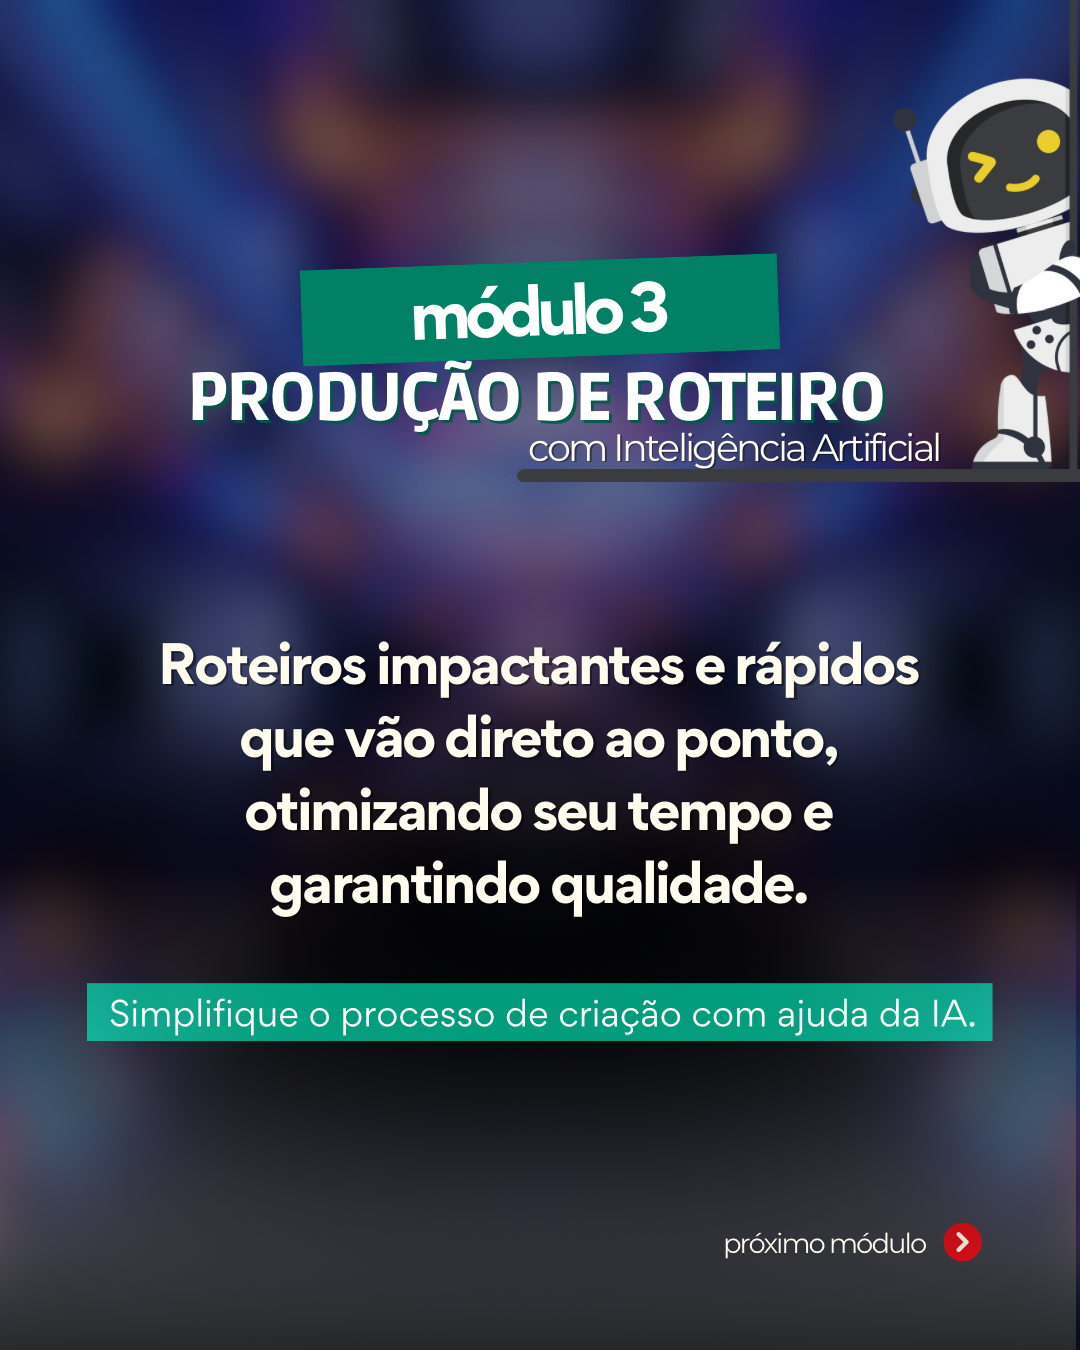 módulo 3
PRODUÇÃO DE ROTEIRO
com Inteligência Artificial
Roteiros impactantes e rápidos
que vão direto ao ponto,
otimizando seu tempo e
garantindo qualidade.
Simplifique o processo de criação com ajuda da IA.
próximo módulo